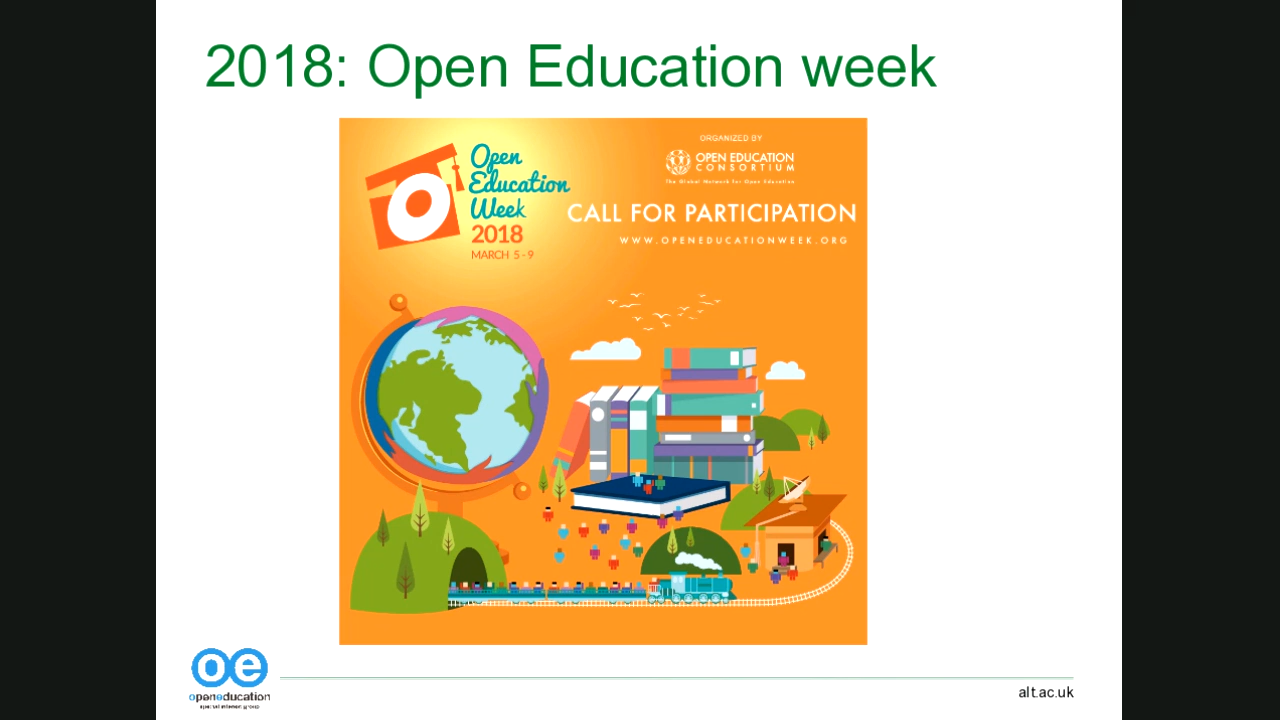 2018: Open Education week
Open
Education
Week
2018
MARCH 5-9
ORGANIZED BY
OPEN EDUCATION
CONSORTIUM
The Global Network for Open Education
CALL FOR PARTICIPATION
WWW.OPENEDUCATIONWEEK.ORG
oe
openeducation
special interest group
alt.ac.uk